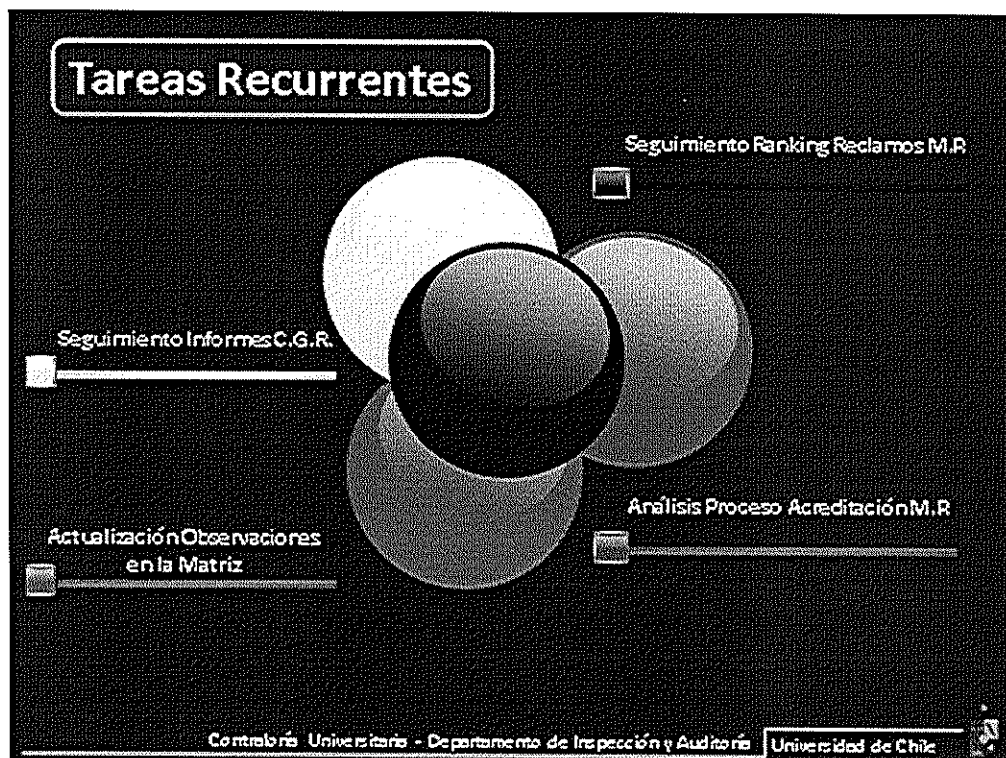 Tareas Recurrentes
Seguimiento Ranking Reclamos M.P
Seguimiento Informes C.G.R.
Análisis Proceso Acreditación M.P
Actualización Observaciones
en la Matriz
Contraloría Universitaria - Departamento de Inspección y Auditoría
Universidad de Chile